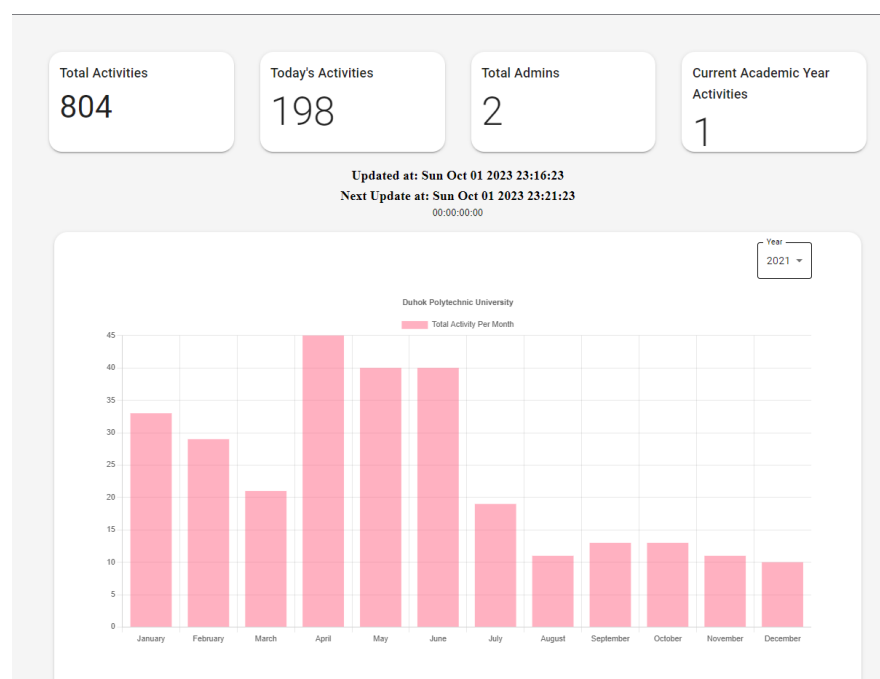 Total Activities
804
Today's Activities
198
Total Admins
2
Current Academic Year
Activities
1
Updated at: Sun Oct 01 2023 23:16:23
Next Update at: Sun Oct 01 2023 23:21:23
00:00:00:00
Year
2021
Duhok Polytechnic University
Total Activity Per Month
45
40
35
30
25
20
15
10
5
0
January February March April May June July August September October November December